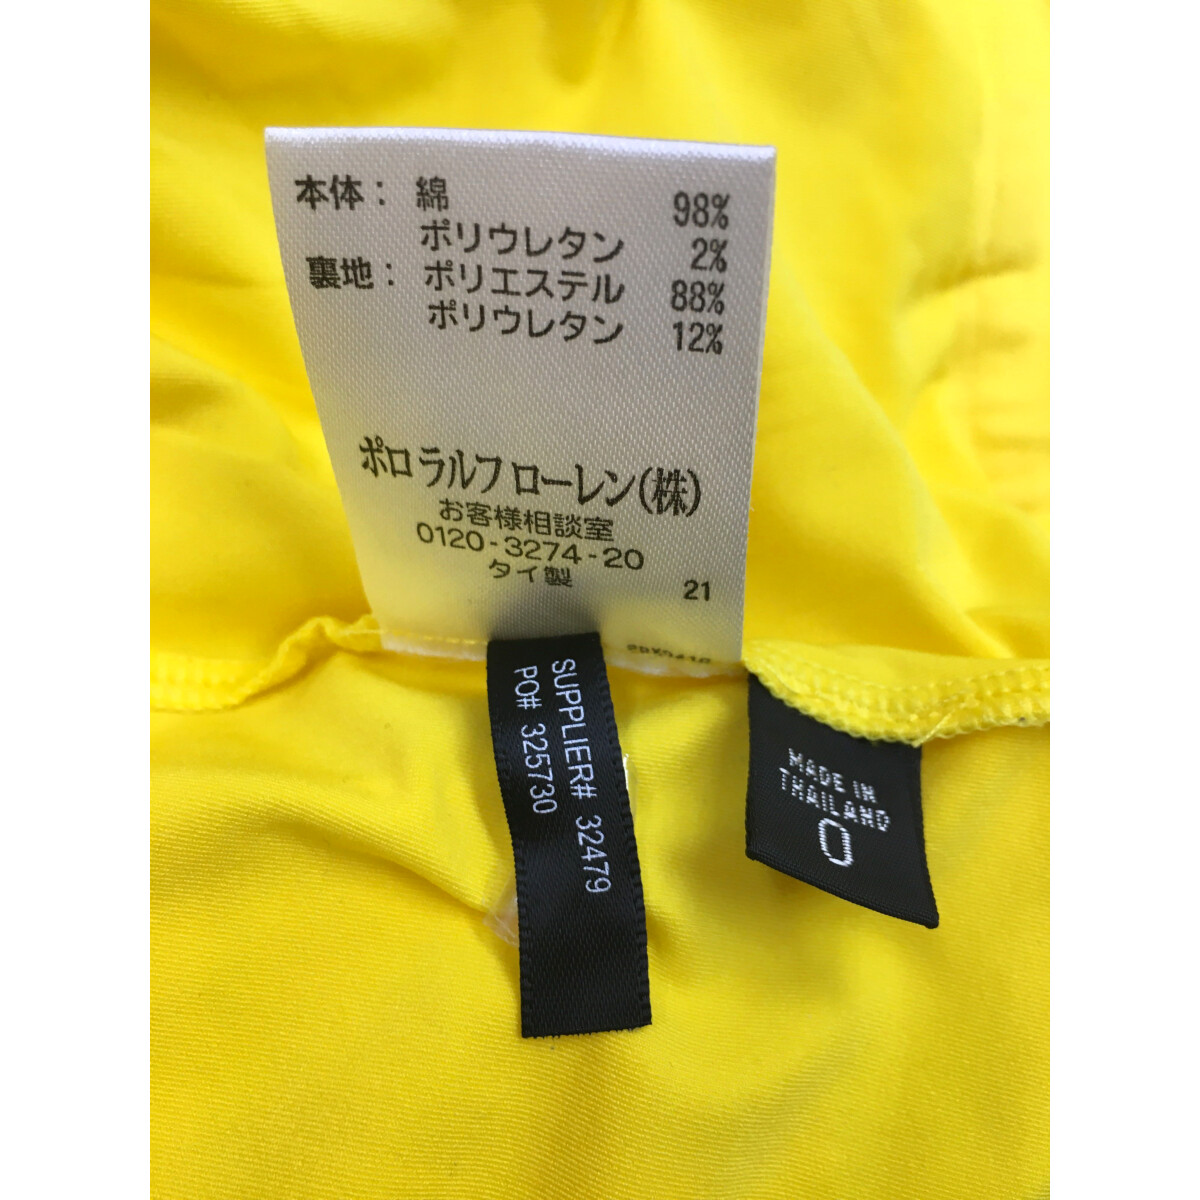 本体： 綿 98%
ポリウレタン 2%
裏地： ポリエステル 88%
ポリウレタン 12%
ポロ ラルフ ローレン(株)
お客様相談室
0120-3274-20
タイ製 21
SUPPLIER# 32479
PO# 325730
MADE IN
THAILAND
0